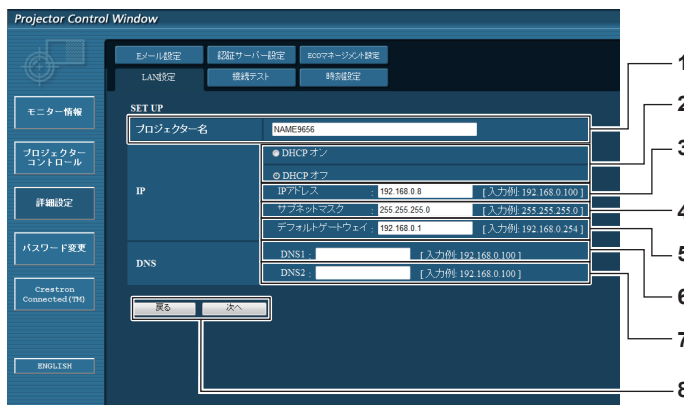 Projector Control Window
Eメール設定 認証サーバー設定 ECOマネージメント設定
LAN設定 接続テスト 時刻設定
モニター情報
プロジェクター
コントロール
詳細設定
パスワード変更
Crestron
Connected(TM)
ENGLISH
SET UP
プロジェクター名 NAME9656
IP
DHCP オン
DHCP オフ
IPアドレス : 192.168.0.8 [入力例: 192.168.0.100]
サブネットマスク : 255.255.255.0 [入力例: 255.255.255.0]
デフォルトゲートウェイ : 192.168.0.1 [入力例: 192.168.0.254]
DNS
DNS1 : [入力例: 192.168.0.100]
DNS2 : [入力例: 192.168.0.100]
戻る 次へ
1
2
3
4
5
6
7
8